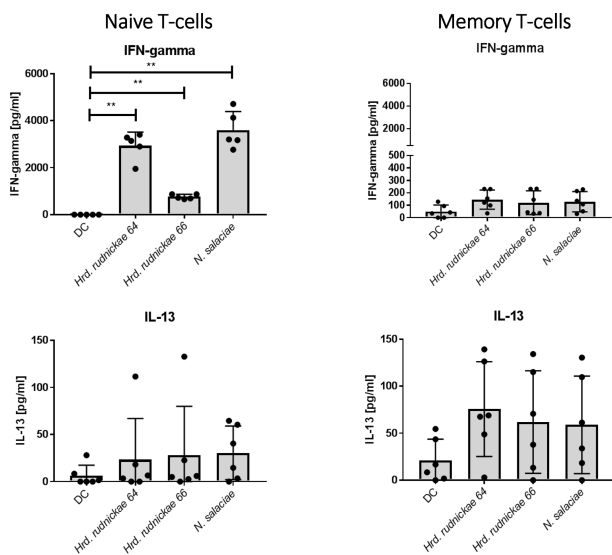 Naive T-cells
IFN-gamma
IFN-gamma [pg/ml]
6000
4000
2000
0
**
**
**
DC
Hrd. rudnickae 64
Hrd. rudnickae 66
N. salaciae
Memory T-cells
IFN-gamma
IFN-gamma [pg/ml]
6000
5000
4000
3000
2000
1000
500
400
300
200
100
0
DC
Hrd. rudnickae 64
Hrd. rudnickae 66
N. salaciae
IL-13
IL-13 [pg/ml]
150
100
50
0
DC
Hrd. rudnickae 64
Hrd. rudnickae 66
N. salaciae
IL-13
IL-13 [pg/ml]
150
100
50
0
DC
Hrd. rudnickae 64
Hrd. rudnickae 66
N. salaciae